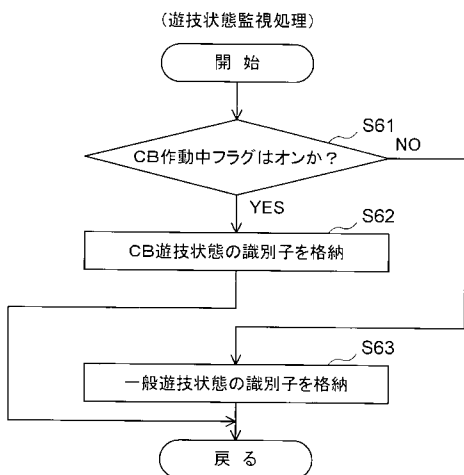 (遊技状態監視処理)
開 始
S61
CB作動中フラグはオンか？
NO
YES
S62
CB遊技状態の識別子を格納
S63
一般遊技状態の識別子を格納
戻 る